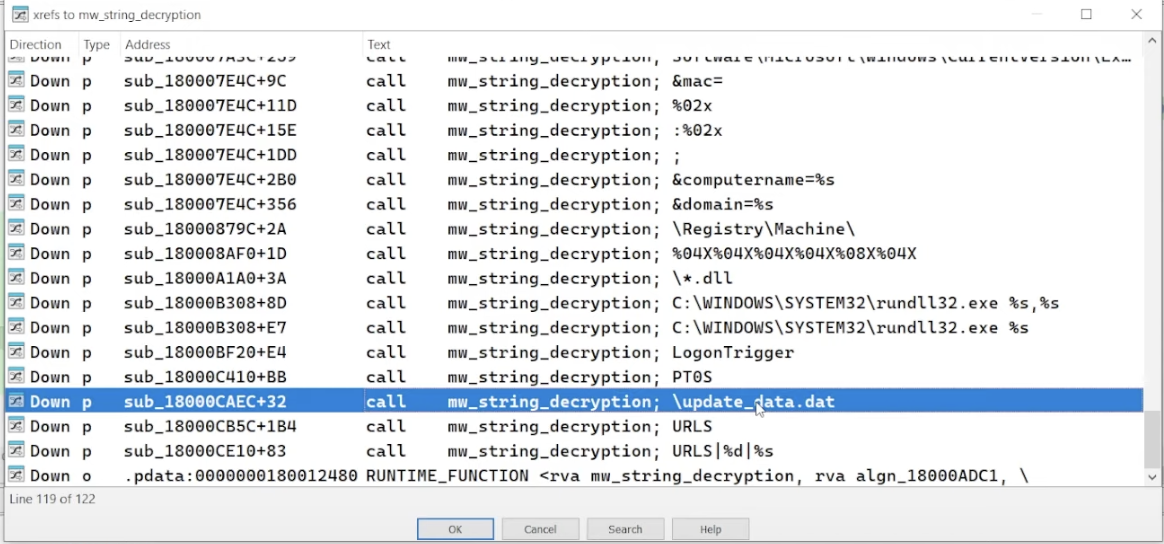 xrefs to mw_string_decryption
Direction Type Address Text
Down p sub_180007A3C+239 call mw_string_decryption; Software\Microsoft\Windows\CurrentVersion\Ex…
Down p sub_180007E4C+9C call mw_string_decryption; &mac=
Down p sub_180007E4C+11D call mw_string_decryption; %02x
Down p sub_180007E4C+15E call mw_string_decryption; :%02x
Down p sub_180007E4C+1DD call mw_string_decryption; ;
Down p sub_180007E4C+2B0 call mw_string_decryption; &computername=%s
Down p sub_180007E4C+356 call mw_string_decryption; &domain=%s
Down p sub_18000879C+2A call mw_string_decryption; \Registry\Machine\
Down p sub_180008AF0+1D call mw_string_decryption; %04X%04X%04X%04X%08X%04X
Down p sub_18000A1A0+3A call mw_string_decryption; \*.dll
Down p sub_18000B308+8D call mw_string_decryption; C:\WINDOWS\SYSTEM32\rundll32.exe %s,%s
Down p sub_18000B308+E7 call mw_string_decryption; C:\WINDOWS\SYSTEM32\rundll32.exe %s
Down p sub_18000BF20+E4 call mw_string_decryption; LogonTrigger
Down p sub_18000C410+BB call mw_string_decryption; PT0S
Down p sub_18000CAEC+32 call mw_string_decryption; \update_data.dat
Down p sub_18000CB5C+1B4 call mw_string_decryption; URLS
Down p sub_18000CE10+83 call mw_string_decryption; URLS|%d|%s
Down o .pdata:0000000180012480 RUNTIME_FUNCTION <rva mw_string_decryption, rva algn_18000ADC1, \
Line 119 of 122
OK Cancel Search Help